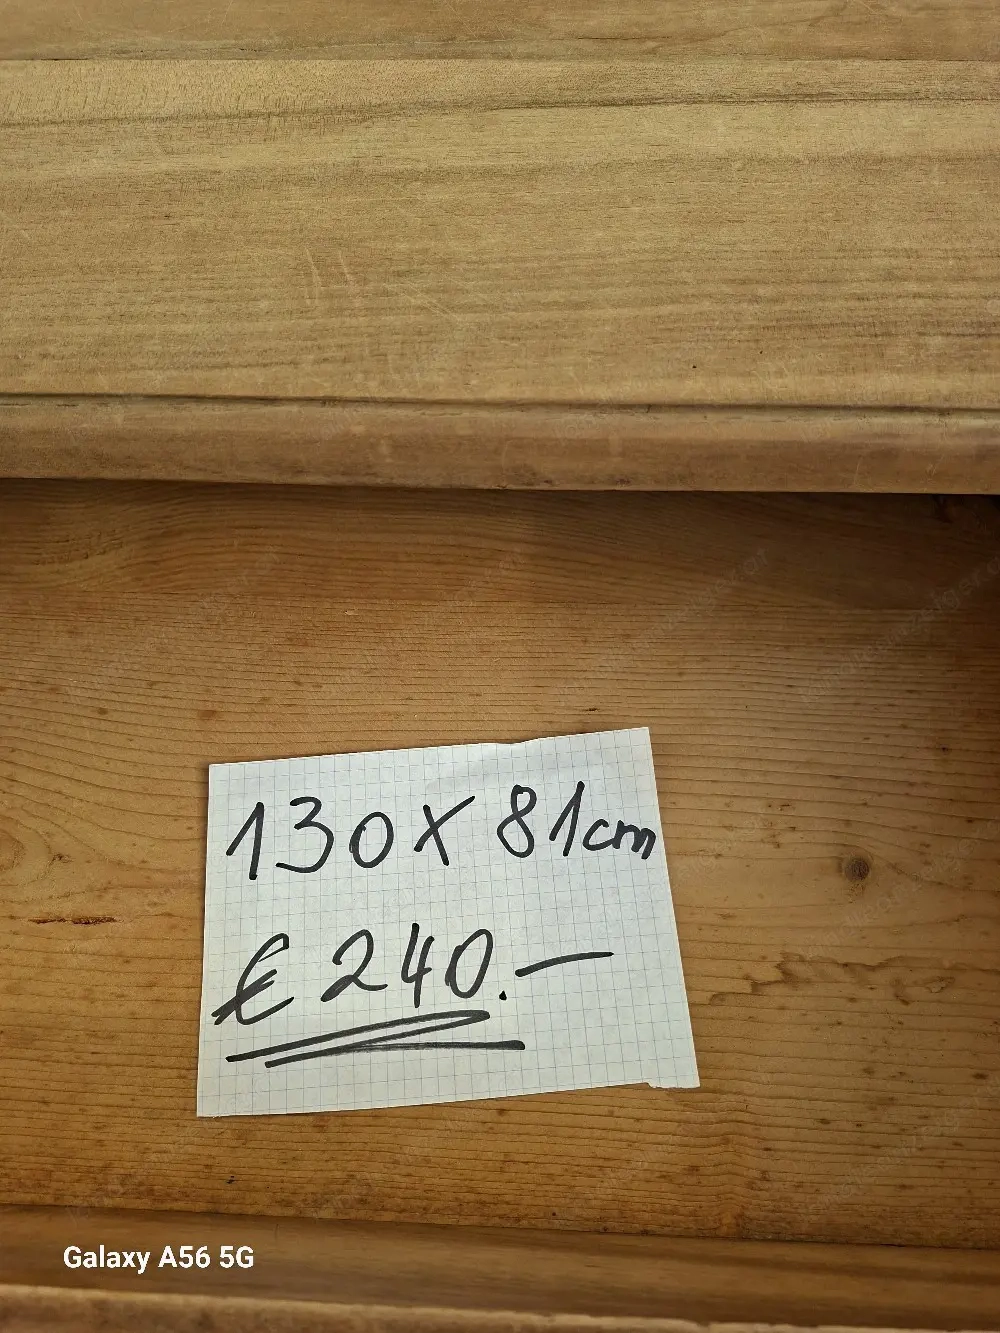 130 x 81cm
€ 240.—
Galaxy A56 5G